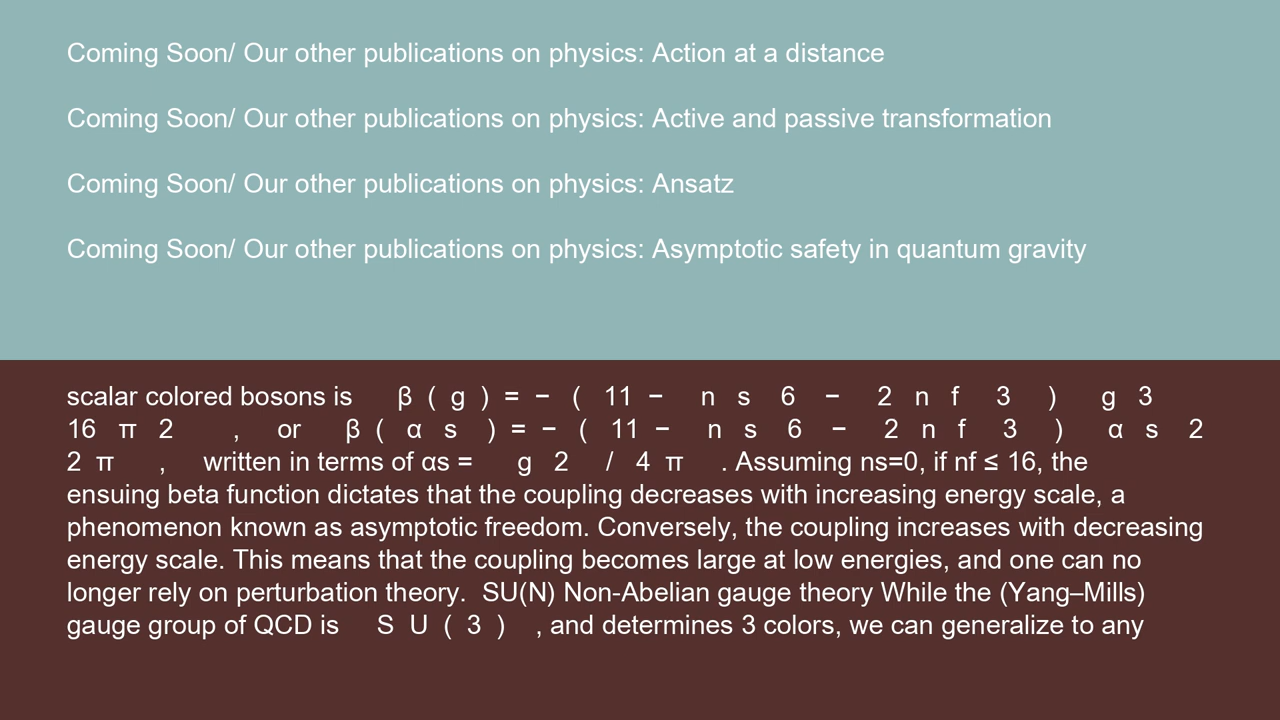 Coming Soon/ Our other publications on physics: Action at a distance
Coming Soon/ Our other publications on physics: Active and passive transformation
Coming Soon/ Our other publications on physics: Ansatz
Coming Soon/ Our other publications on physics: Asymptotic safety in quantum gravity
scalar colored bosons is β ( g ) = − ( 11 − n s 6 − 2 n f 3 ) g 3
16 π 2 , or β ( α s ) = − ( 11 − n s 6 − 2 n f 3 ) α s 2
2 π , written in terms of αs = g 2 / 4 π . Assuming ns=0, if nf ≤ 16, the
ensuing beta function dictates that the coupling decreases with increasing energy scale, a
phenomenon known as asymptotic freedom. Conversely, the coupling increases with decreasing
energy scale. This means that the coupling becomes large at low energies, and one can no
longer rely on perturbation theory. SU(N) Non-Abelian gauge theory While the (Yang–Mills)
gauge group of QCD is S U ( 3 ) , and determines 3 colors, we can generalize to any